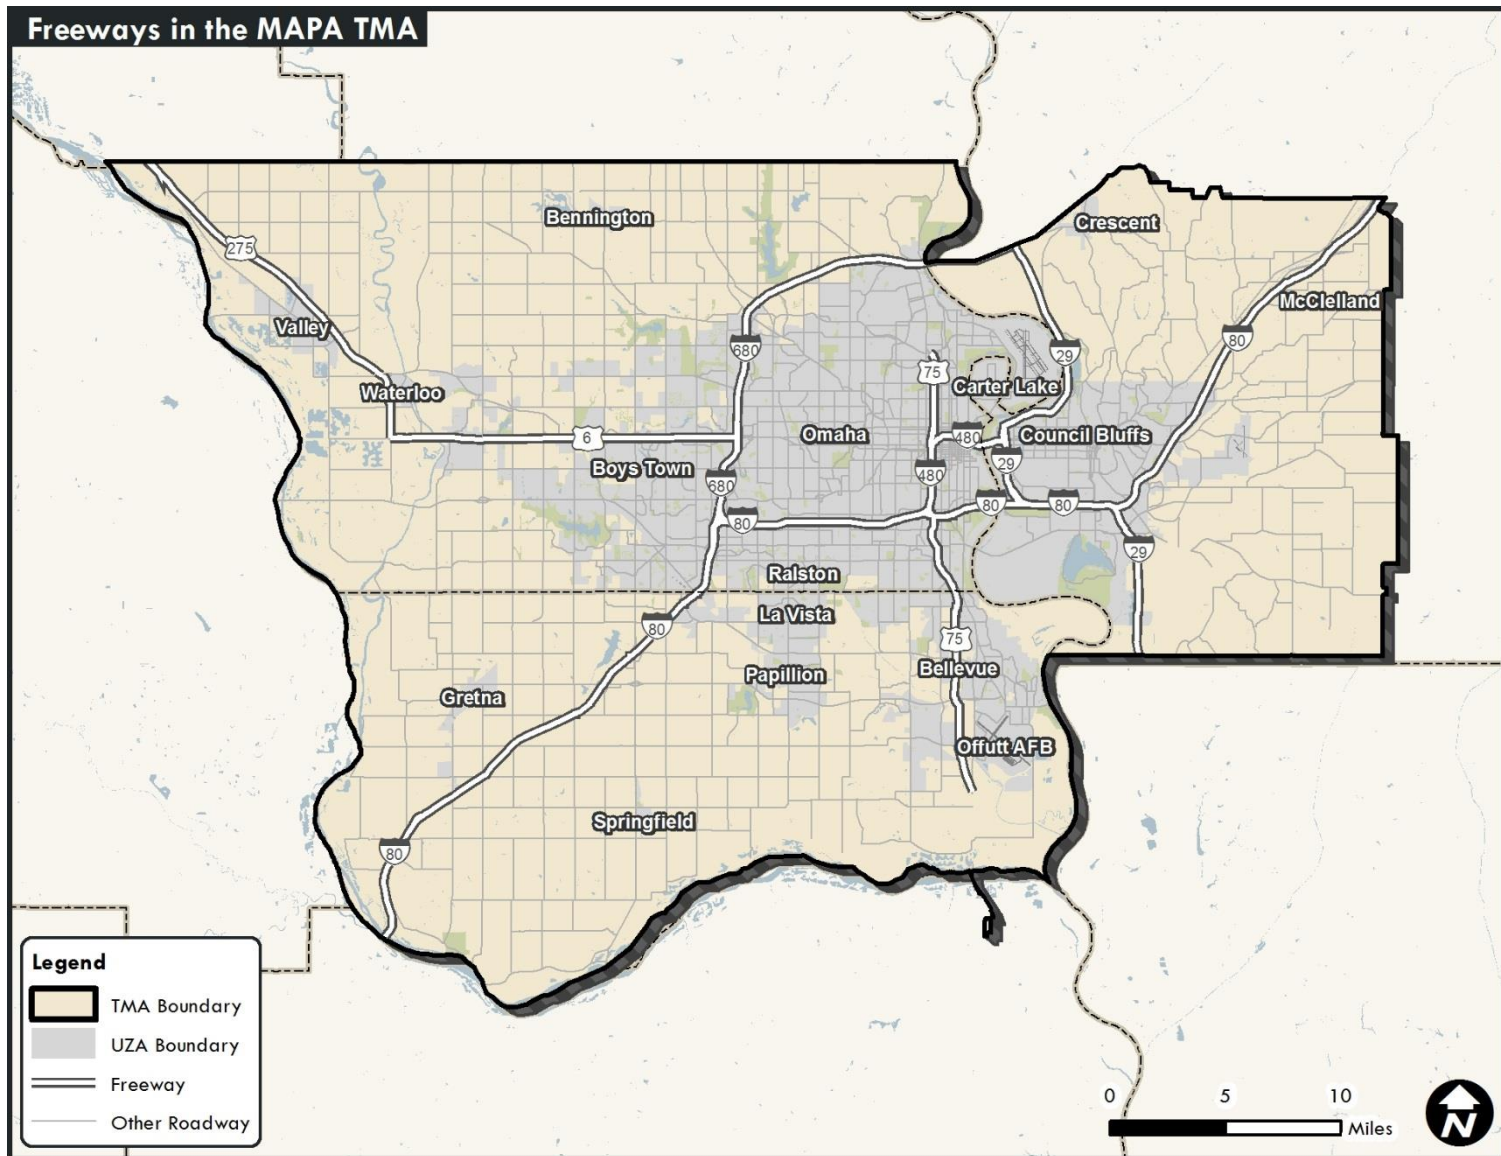 Freeways in the MAPA TMA
Bennington
Crescent
275
McClelland
Valley
80
680
29
75
Waterloo
Carter Lake
6
Omaha
480
Council Bluffs
Boys Town
29
680
480
80
80
80
29
Ralston
La Vista
80
75
Bellevue
Papillion
Gretna
Offutt AFB
Springfield
80
Legend
TMA Boundary
UZA Boundary
Freeway
Other Roadway
0 5 10
Miles
N